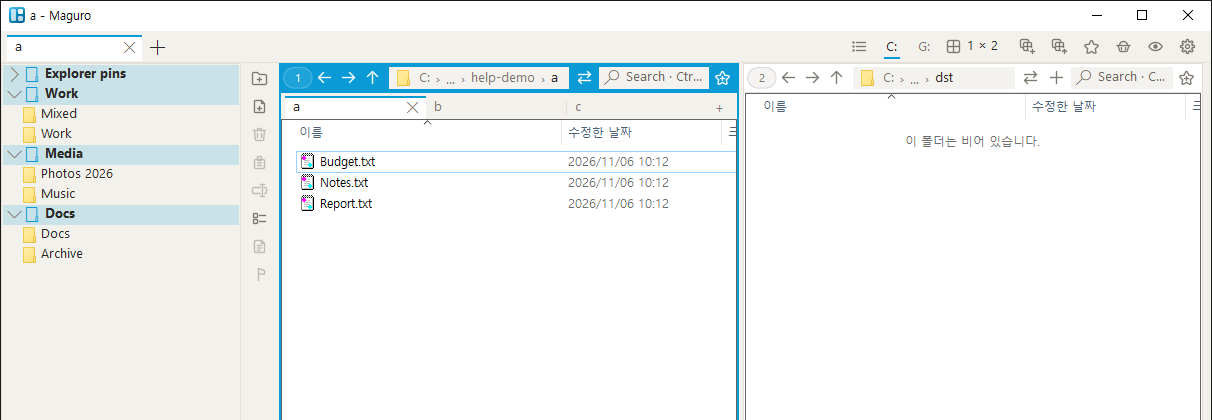 a - Maguro
a
C: G: 1 × 2
Explorer pins
Work
Mixed
Work
Media
Photos 2026
Music
Docs
Docs
Archive
1 C: › ... › help-demo › a Search · Ctr...
a b c +
이름 수정한 날짜
Budget.txt 2026/11/06 10:12
Notes.txt 2026/11/06 10:12
Report.txt 2026/11/06 10:12
2 C: › ... › dst Search · C...
이름 수정한 날짜
이 폴더는 비어 있습니다.